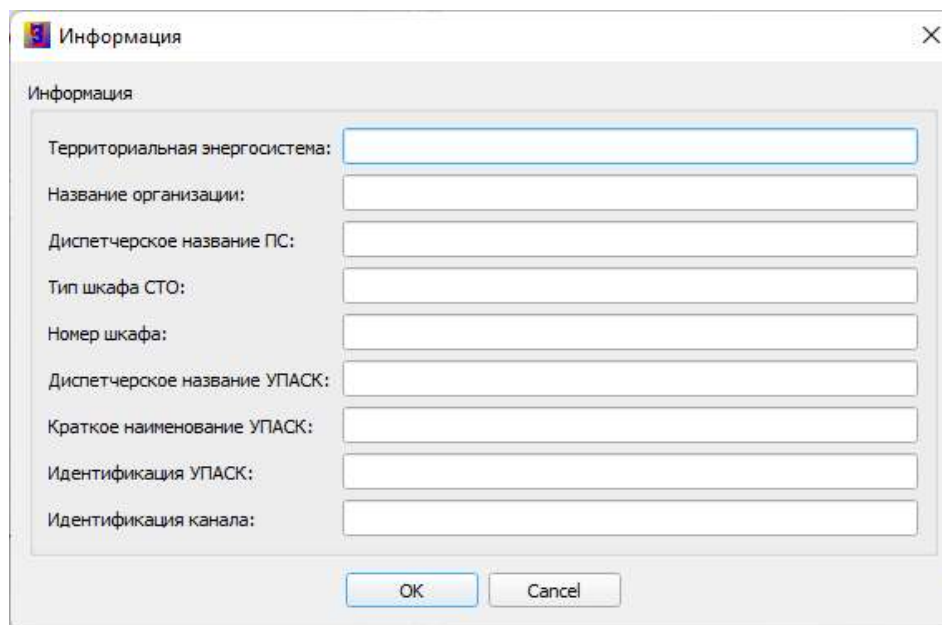 Информация
Информация
Территориальная энергосистема:
Название организации:
Диспетчерское название ПС:
Тип шкафа СТО:
Номер шкафа:
Диспетчерское название УПАСК:
Краткое наименование УПАСК:
Идентификация УПАСК:
Идентификация канала:
OK Cancel